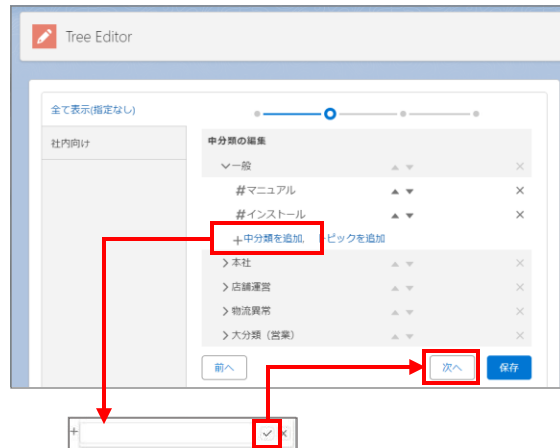 Tree Editor
全て表示(指定なし)
社内向け
中分類の編集
一般
#マニュアル
#インストール
+中分類を追加, トピックを追加
本社
店舗運営
物流異常
大分類（営業）
前へ
次へ
保存
+